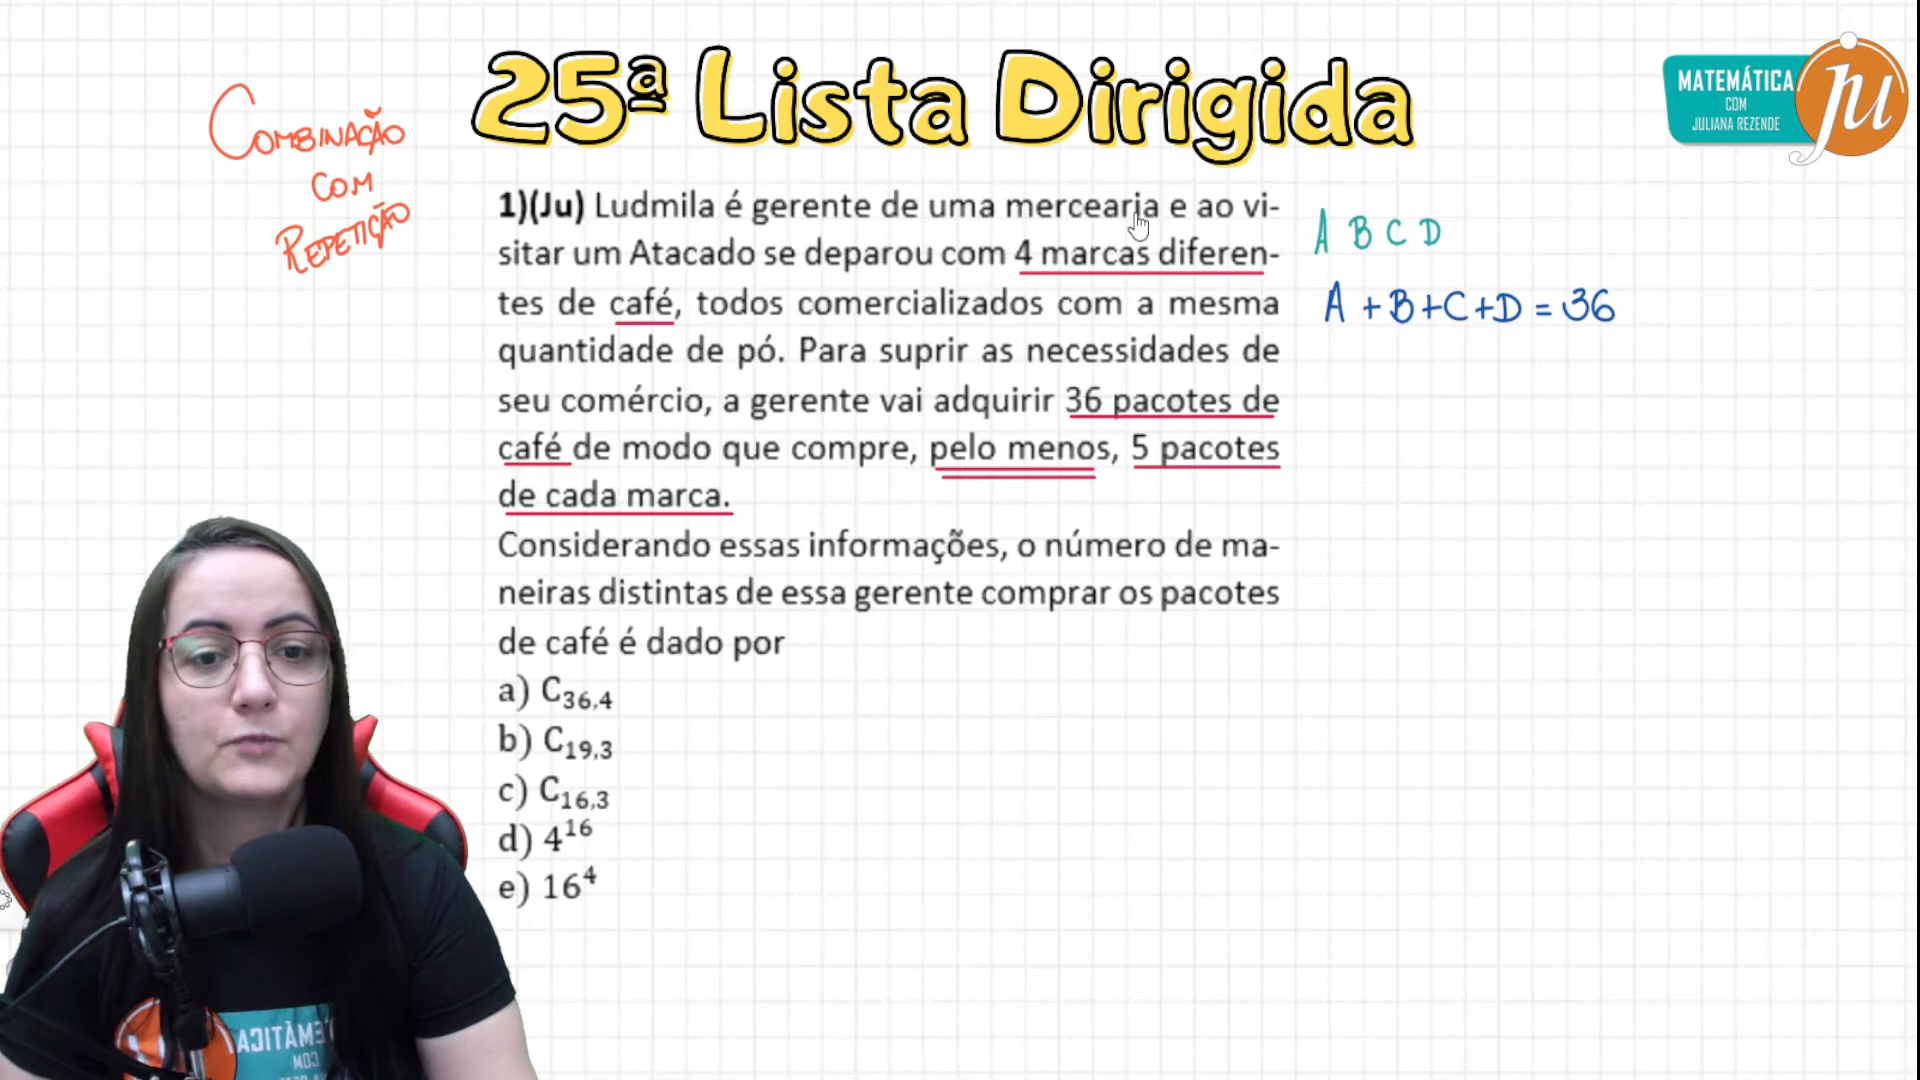 25ª Lista Dirigida
MATEMÁTICA
COM
JULIANA REZENDE
ju
COMBINAÇÃO
COM
REPETIÇÃO
1)(Ju) Ludmila é gerente de uma mercearia e ao vi-
sitar um Atacado se deparou com 4 marcas diferen-
tes de café, todos comercializados com a mesma
quantidade de pó. Para suprir as necessidades de
seu comércio, a gerente vai adquirir 36 pacotes de
café de modo que compre, pelo menos, 5 pacotes
de cada marca.
Considerando essas informações, o número de ma-
neiras distintas de essa gerente comprar os pacotes
de café é dado por
a) C₃₆,₄
b) C₁₉,₃
c) C₁₆,₃
d) 4¹⁶
e) 16⁴
A B C D
A + B + C + D = 36
MATEMÁTICA
COM